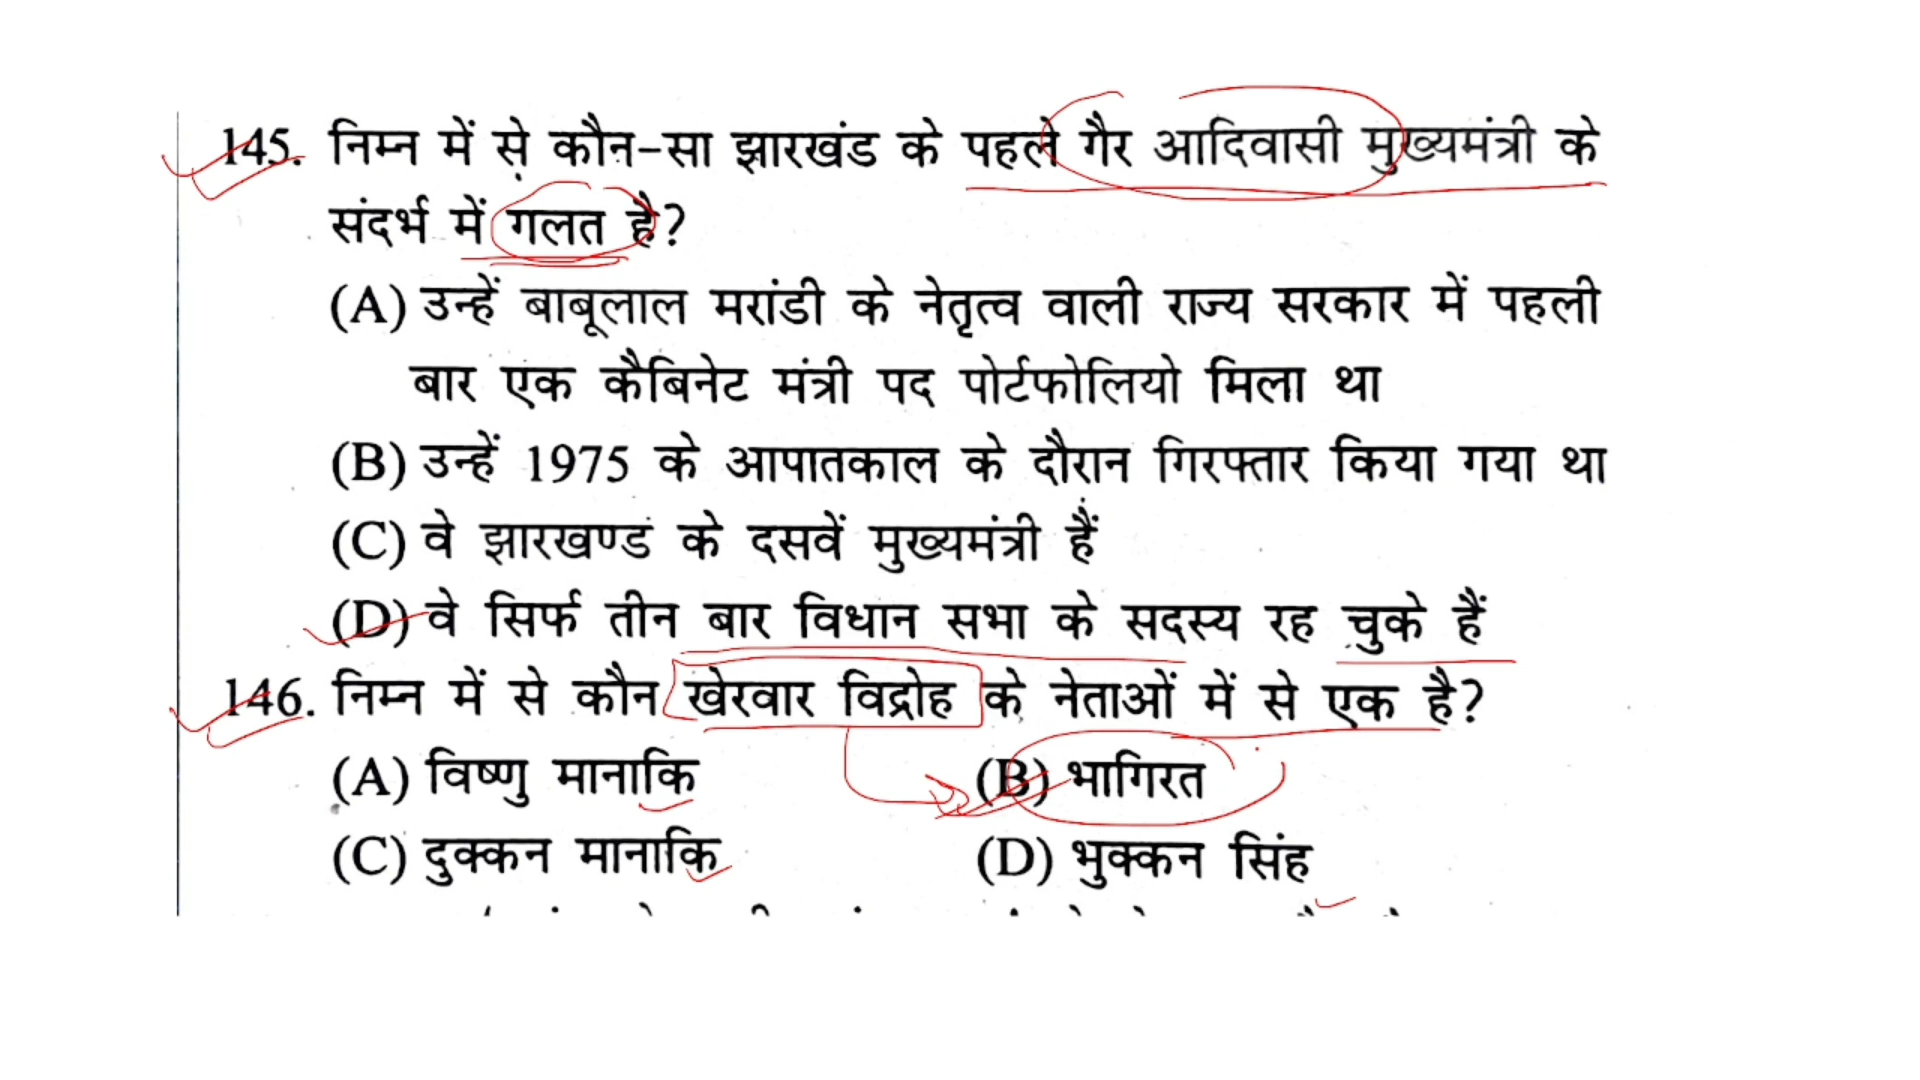 145. निम्न में से कौन-सा झारखंड के पहले गैर आदिवासी मुख्यमंत्री के
संदर्भ में गलत है?
(A) उन्हें बाबूलाल मरांडी के नेतृत्व वाली राज्य सरकार में पहली
बार एक कैबिनेट मंत्री पद पोर्टफोलियो मिला था
(B) उन्हें 1975 के आपातकाल के दौरान गिरफ्तार किया गया था
(C) वे झारखण्ड के दसवें मुख्यमंत्री हैं
(D) वे सिर्फ तीन बार विधान सभा के सदस्य रह चुके हैं
146. निम्न में से कौन खेरवार विद्रोह के नेताओं में से एक है?
(A) विष्णु मानाकि (B) भागिरत
(C) दुक्कन मानाकि (D) भुक्कन सिंह